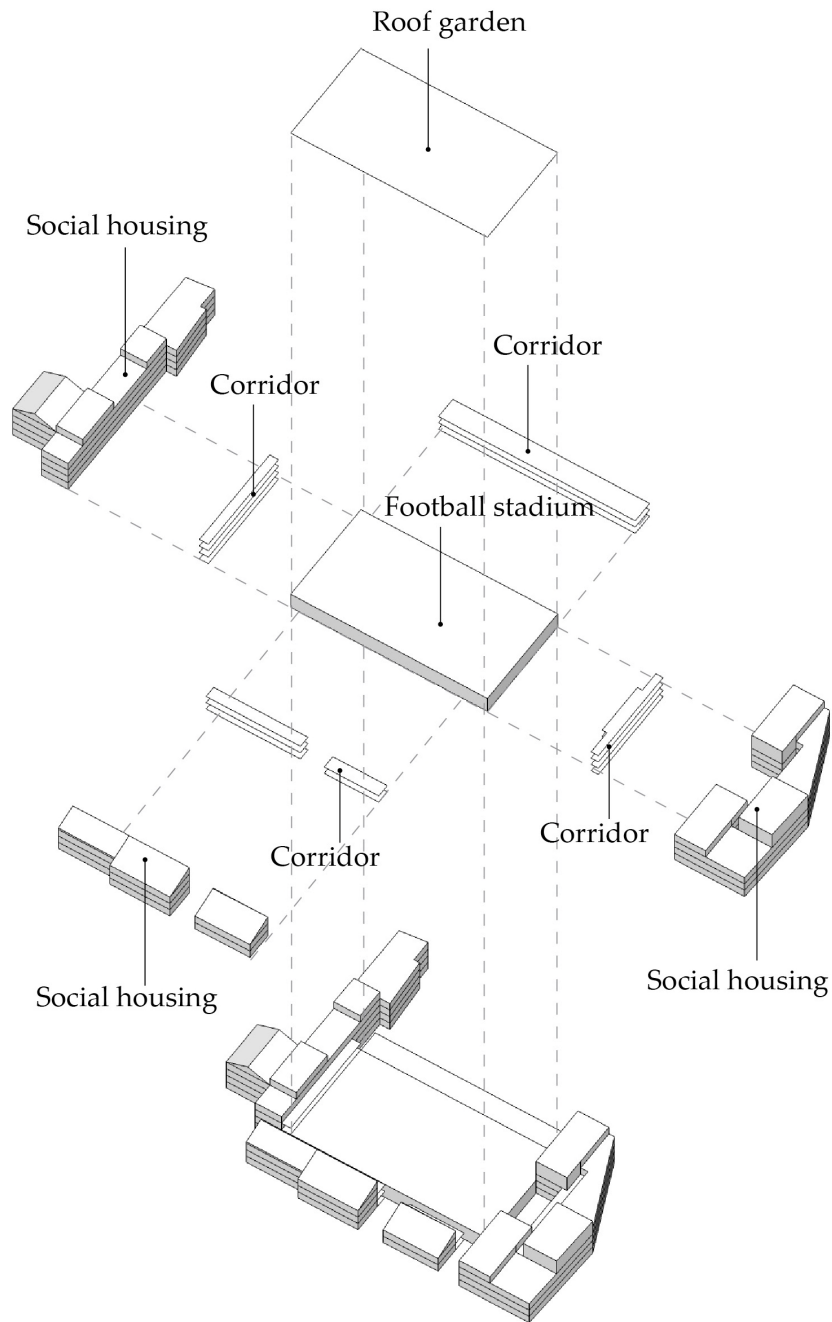 Roof garden
Social housing
Corridor
Corridor
Football stadium
Corridor
Corridor
Social housing
Social housing